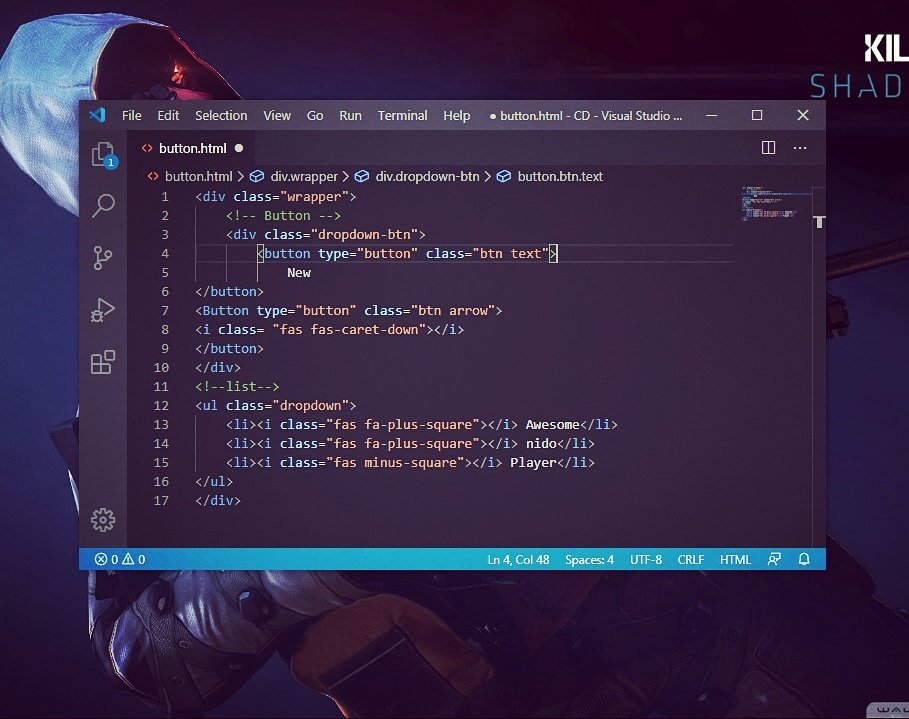 KIL
SHAD
File Edit Selection View Go Run Terminal Help ● button.html - CD - Visual Studio ...
<> button.html ●
1
<> button.html > div.wrapper > div.dropdown-btn > button.btn.text
1 <div class="wrapper">
2 <!-- Button -->
3 <div class="dropdown-btn">
4 <button type="button" class="btn text">
5 New
6 </button>
7 <Button type="button" class="btn arrow">
8 <i class= "fas fas-caret-down"></i>
9 </button>
10 </div>
11 <!--list-->
12 <ul class="dropdown">
13 <li><i class="fas fa-plus-square"></i> Awesome</li>
14 <li><i class="fas fa-plus-square"></i> nido</li>
15 <li><i class="fas minus-square"></i> Player</li>
16 </ul>
17 </div>
0 0 Ln 4, Col 48 Spaces: 4 UTF-8 CRLF HTML